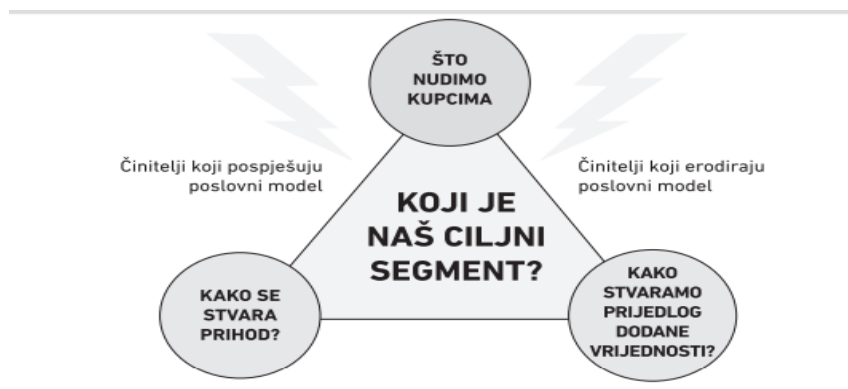 ŠTO
NUDIMO
KUPCIMA
Činitelji koji pospješuju
poslovni model
Činitelji koji erodiraju
poslovni model
KOJI JE
NAŠ CILJNI
SEGMENT?
KAKO SE
STVARA
PRIHOD?
KAKO
STVARAMO
PRIJEDLOG
DODANE
VRIJEDNOSTI?